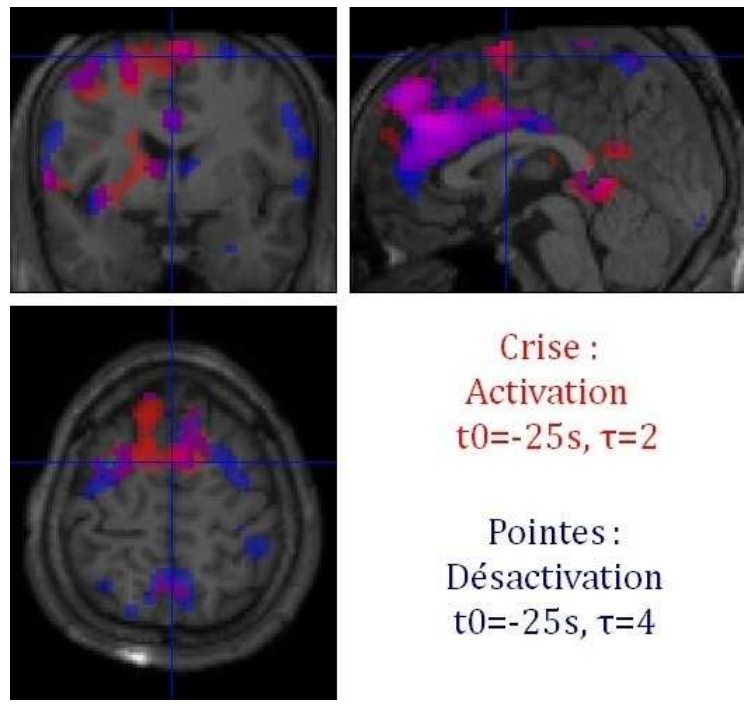 Crise :
Activation
t0=-25s, τ=2
Pointes :
Désactivation
t0=-25s, τ=4